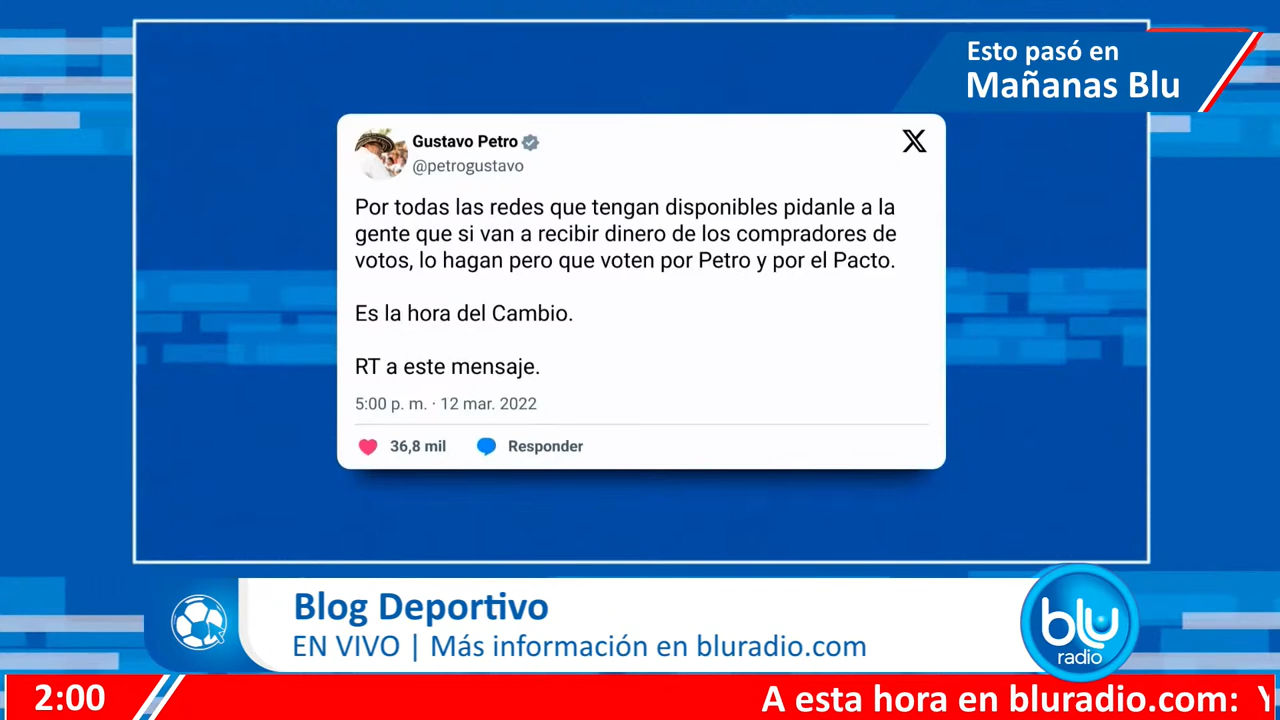 Esto pasó en
Mañanas Blu
Gustavo Petro
@petrogustavo
Por todas las redes que tengan disponibles pidanle a la
gente que si van a recibir dinero de los compradores de
votos, lo hagan pero que voten por Petro y por el Pacto.
Es la hora del Cambio.
RT a este mensaje.
5:00 p. m. · 12 mar. 2022
36,8 mil Responder
Blog Deportivo
EN VIVO | Más información en bluradio.com
blu
radio
2:00 A esta hora en bluradio.com: